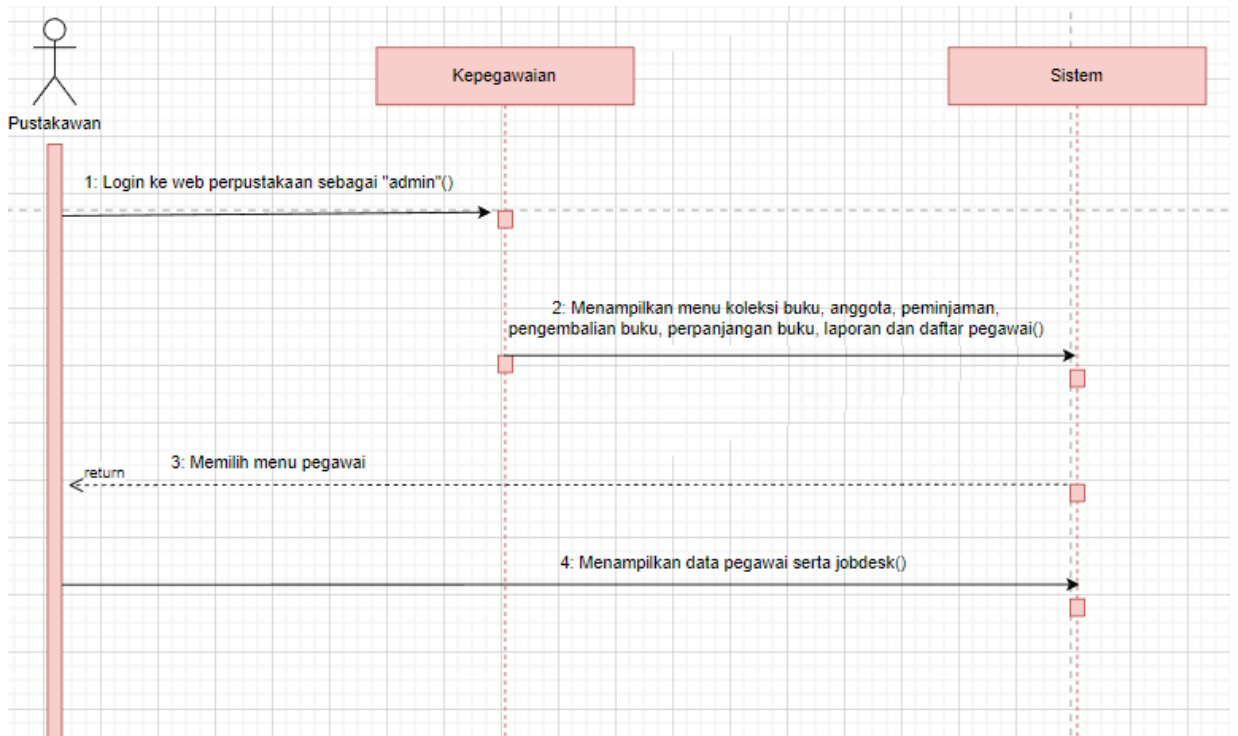 Kepegawaian
Sistem
Pustakawan
1: Login ke web perpustakaan sebagai "admin"()
2: Menampilkan menu koleksi buku, anggota, peminjaman,
pengembalian buku, perpanjangan buku, laporan dan daftar pegawai()
3: Memilih menu pegawai
return
4: Menampilkan data pegawai serta jobdesk()